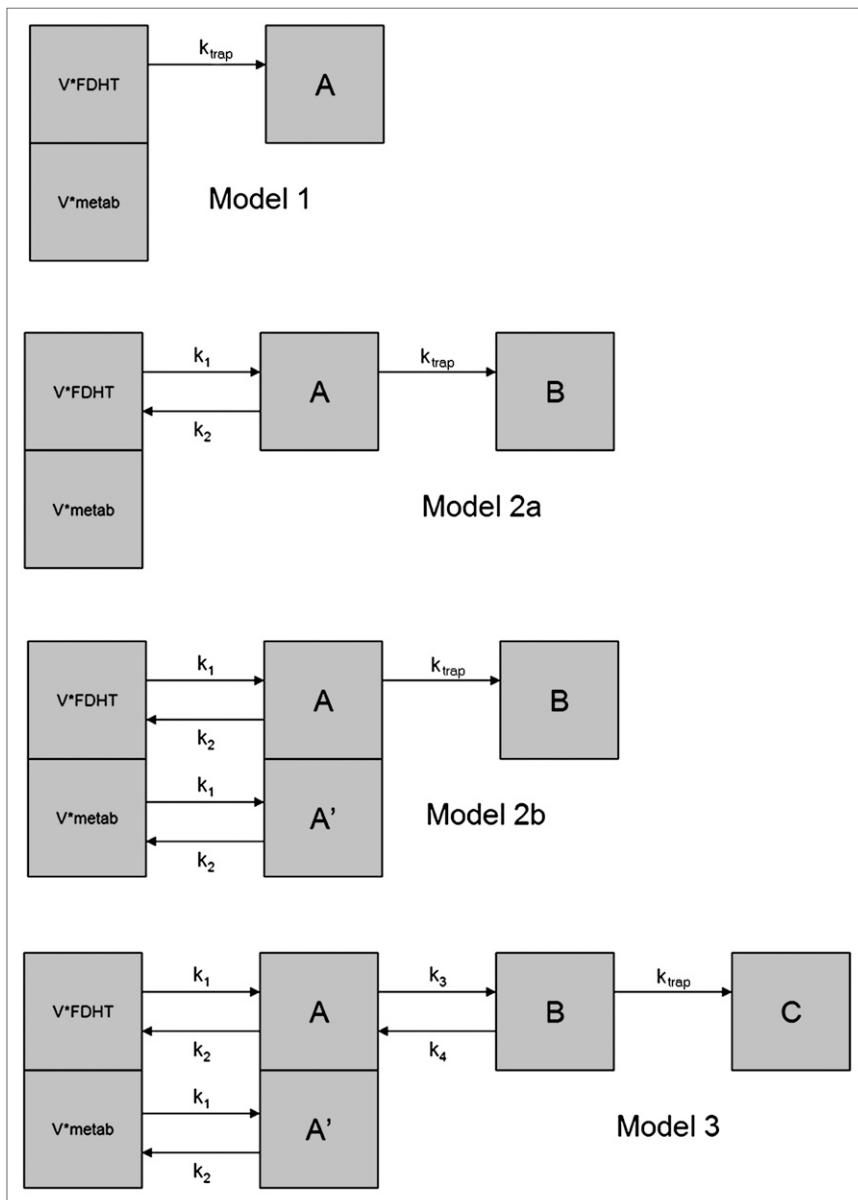 k_trap
V*FDHT
A
V*metab
Model 1
k_1
k_trap
V*FDHT
A
B
k_2
V*metab
Model 2a
k_1
k_trap
V*FDHT
A
B
k_2
k_1
V*metab
A'
Model 2b
k_2
k_1
k_3
k_trap
V*FDHT
A
B
C
k_2
k_4
k_1
V*metab
A'
Model 3
k_2